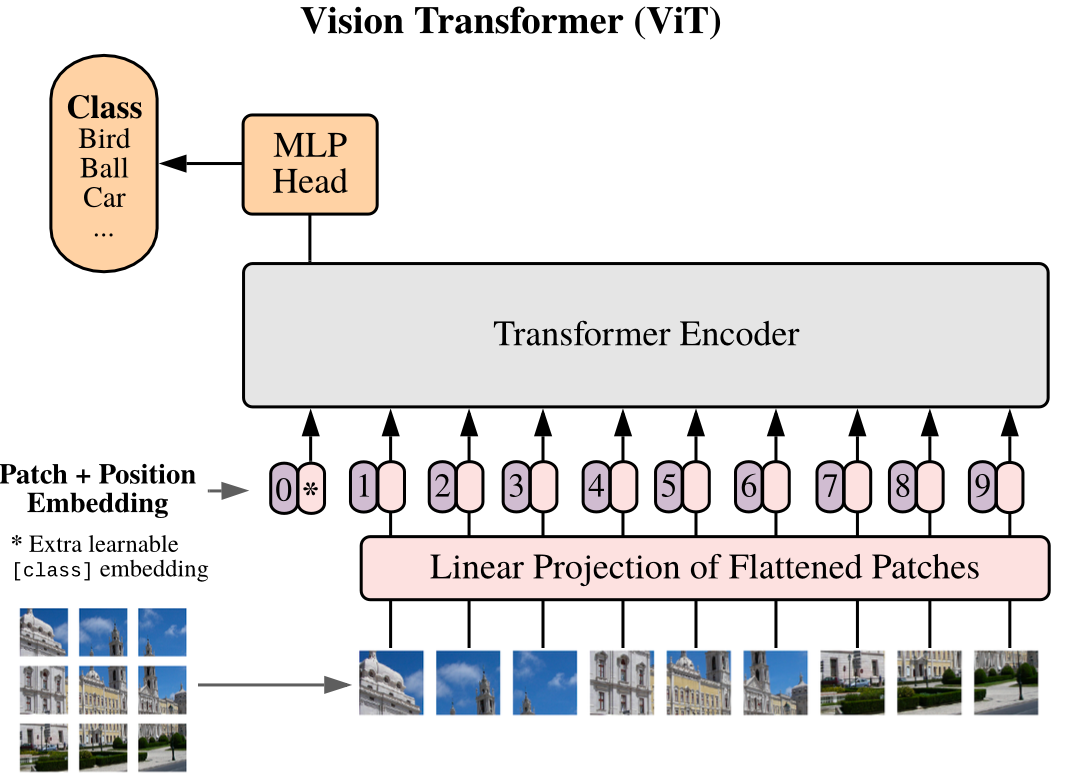 Vision Transformer (ViT)
Class
Bird
Ball
Car
...
MLP
Head
Transformer Encoder
Patch + Position
Embedding
0 * 1 2 3 4 5 6 7 8 9
* Extra learnable
[class] embedding
Linear Projection of Flattened Patches